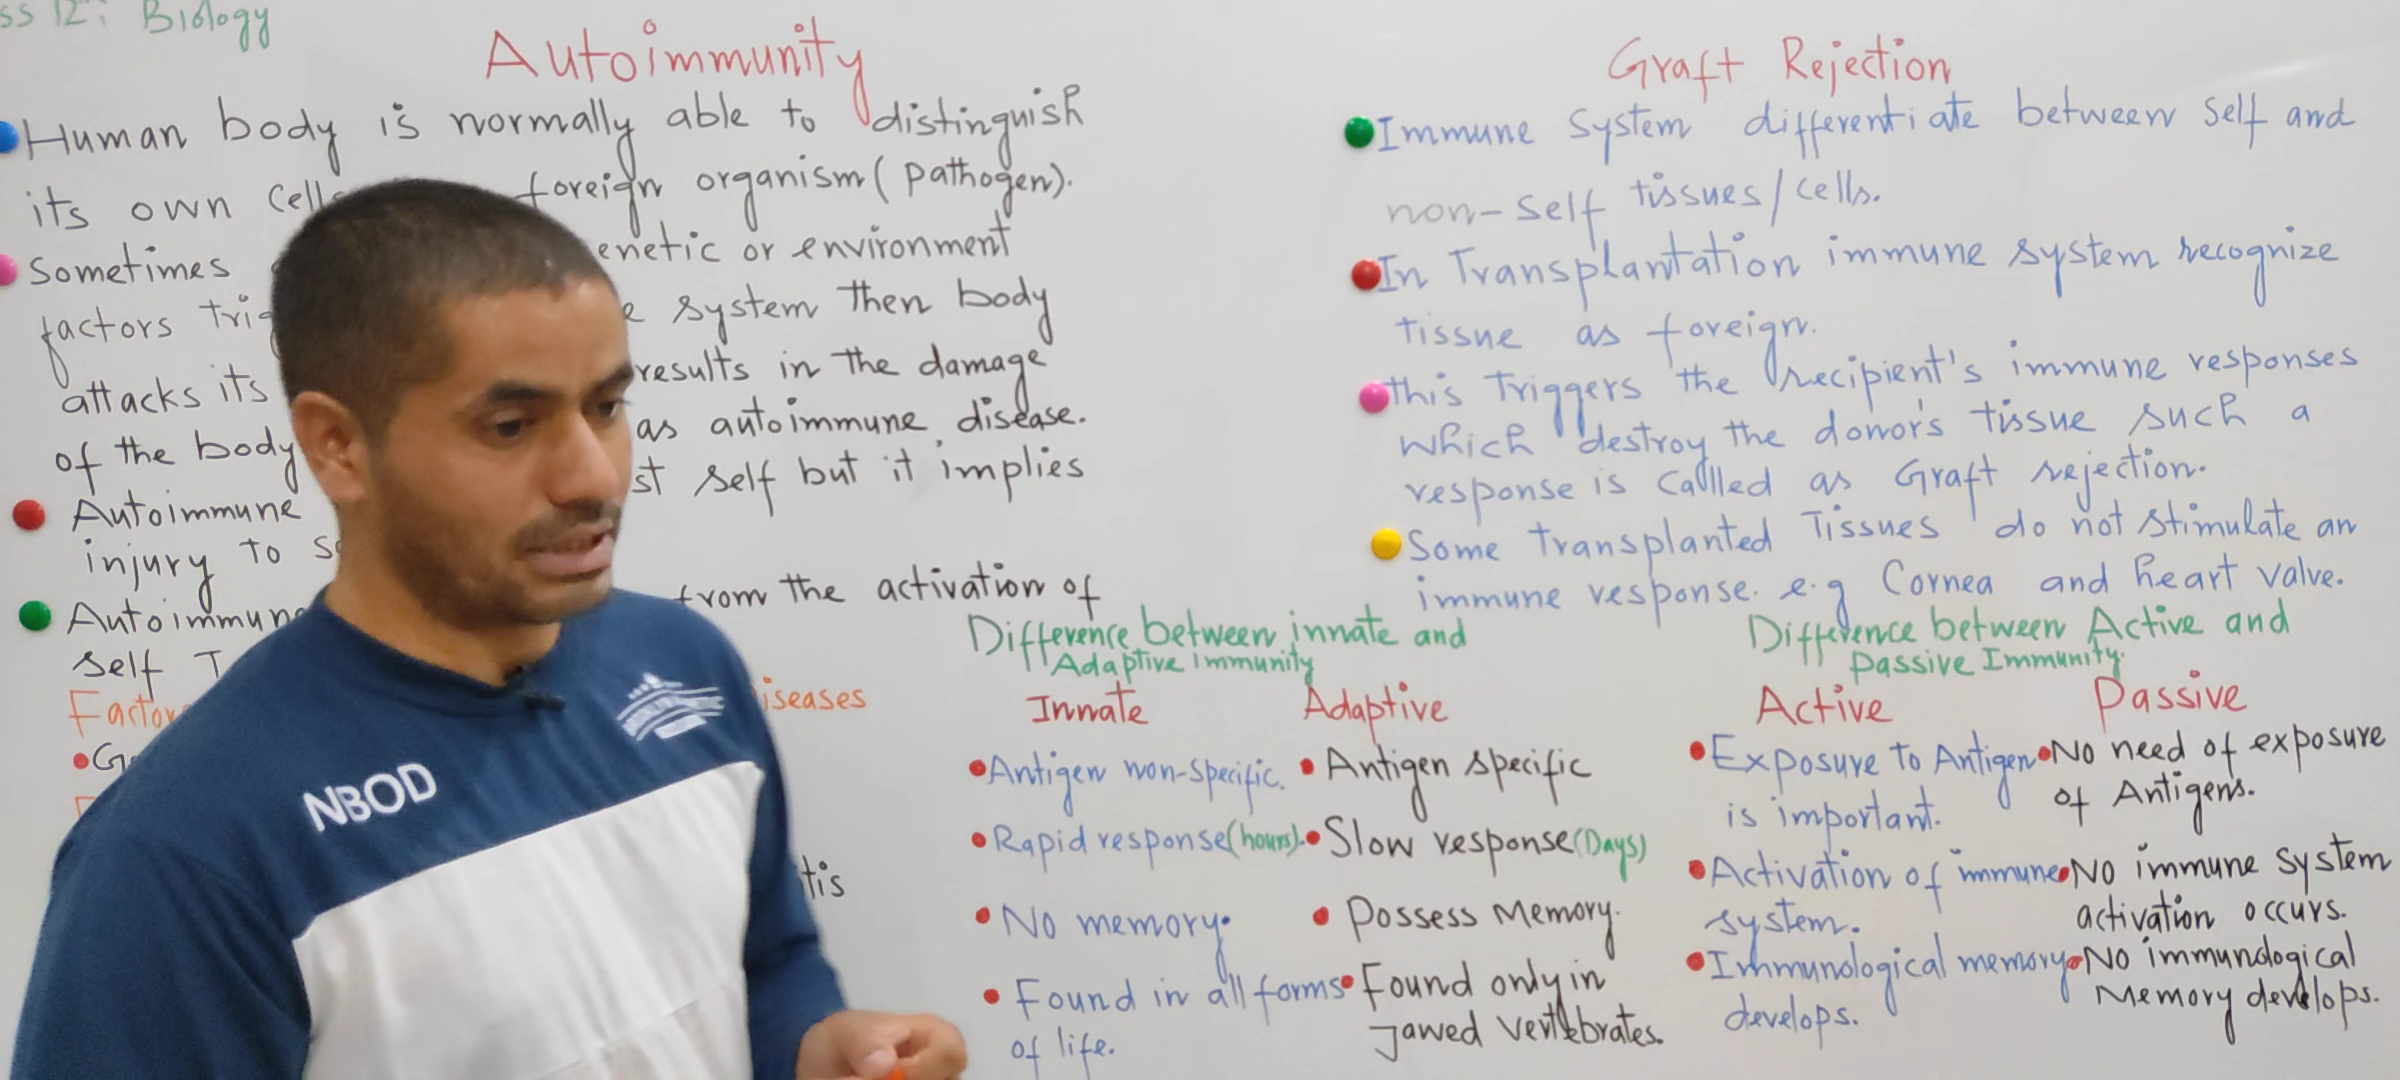 ss 12: Biology
Autoimmunity
Human body is normally able to distinguish
its own cells foreign organism (pathogen).
Sometimes enetic or environment
factors trig e system then body
attacks its results in the damage
of the body as autoimmune disease.
Autoimmune st self but it implies
injury to s
Autoimmun from the activation of
self T
Factor iseases
G
tis
Graft Rejection
Immune system differentiate between self and
non-self tissues/cells.
In Transplantation immune system recognize
tissue as foreign.
this Triggers the recipient's immune responses
which destroy the donor's tissue such a
response is callled as Graft rejection.
Some transplanted Tissues do not stimulate an
immune response. e.g Cornea and heart valve.
Difference between innate and
Adaptive Immunity
Innate Adaptive
Antigen non-specific. Antigen specific
Rapid response (hours). Slow response (Days)
No memory. Possess Memory.
Found in all forms Found only in
of life. Jawed vertebrates.
Difference between Active and
Passive Immunity.
Active Passive
Exposure to Antigen No need of exposure
is important. of Antigens.
Activation of immune No immune system
system. activation occurs.
Immunological memory No immunological
develops. Memory develops.
NBOD